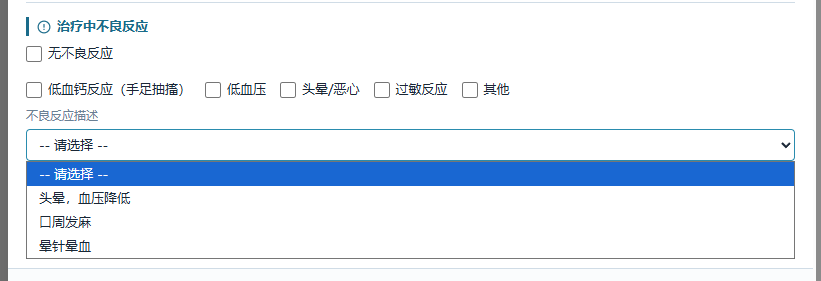 治疗中不良反应
无不良反应
低血钙反应（手足抽搐） 低血压 头晕/恶心 过敏反应 其他
不良反应描述
-- 请选择 --
-- 请选择 --
头晕，血压降低
口周发麻
晕针晕血